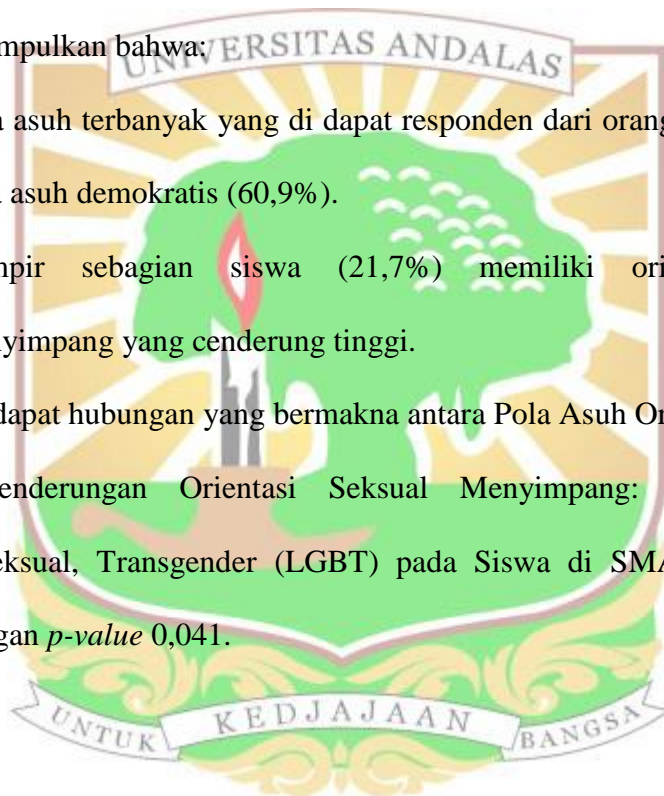 mpulkan bahwa:
UNIVERSITAS ANDALAS
a asuh terbanyak yang di dapat responden dari orang
a asuh demokratis (60,9%).
npir sebagian siswa (21,7%) memiliki ori
nyimpang yang cenderung tinggi.
dapat hubungan yang bermakna antara Pola Asuh Or
enderungan Orientasi Seksual Menyimpang:
eksual, Transgender (LGBT) pada Siswa di SMA
gan p-value 0,041.
UNTUK KEDJAJAAN BANGSA